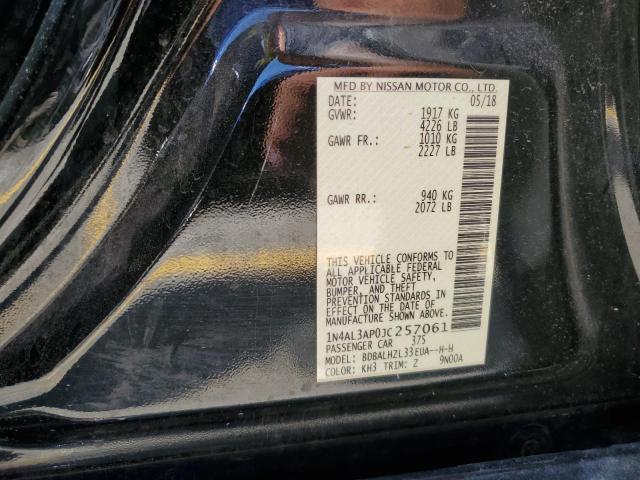 MFD BY NISSAN MOTOR CO., LTD.
DATE: 05/18
GVWR: 1917 KG
4226 LB
GAWR FR.: 1010 KG
2227 LB
GAWR RR.: 940 KG
2072 LB
THIS VEHICLE CONFORMS TO
ALL APPLICABLE FEDERAL
MOTOR VEHICLE SAFETY,
BUMPER, AND THEFT
PREVENTION STANDARDS IN
EFFECT ON THE DATE OF
MANUFACTURE SHOWN ABOVE.
1N4AL3AP0JC257061
PASSENGER CAR 375
MODEL: BDBALHZL33EUA--H-H
COLOR: KH3 TRIM: Z 9N00A